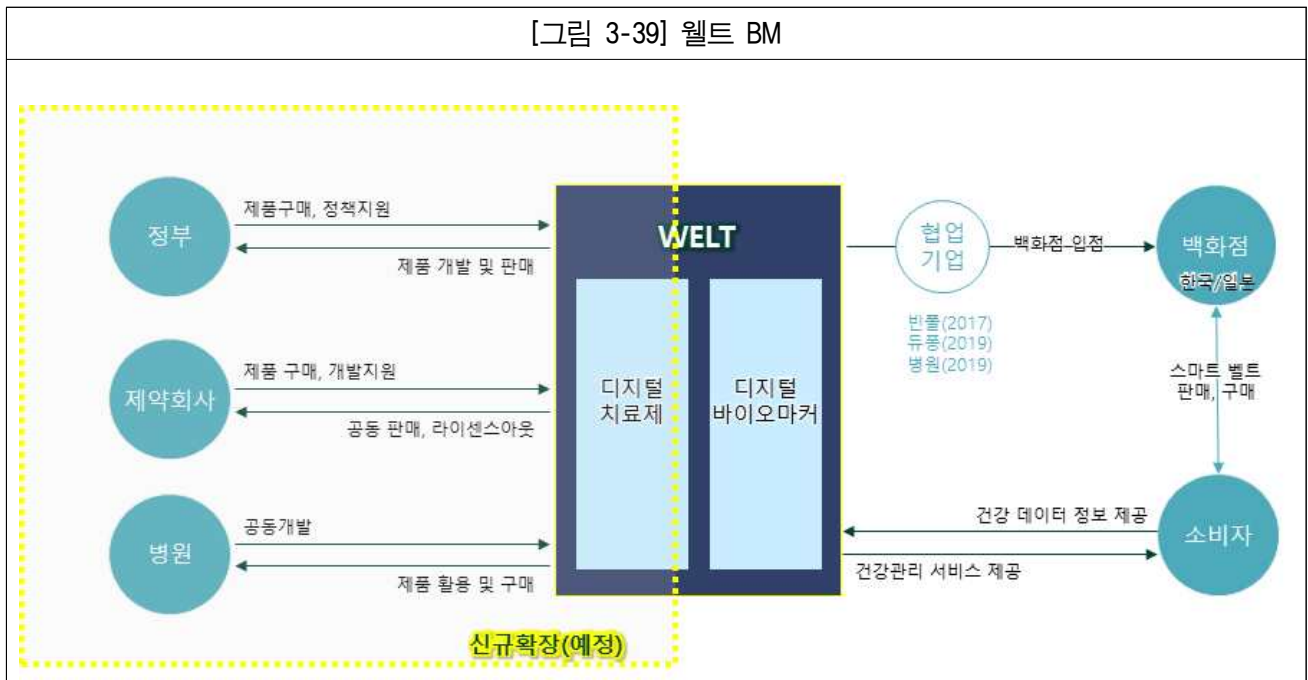 [그림 3-39] 웰트 BM
정부
제품구매, 정책지원
제품 개발 및 판매
제약회사
제품 구매, 개발지원
공동 판매, 라이센스아웃
병원
공동개발
제품 활용 및 구매
신규확장(예정)
WELT
디지털
치료제
디지털
바이오마커
협업
기업
빈폴(2017)
듀퐁(2019)
병원(2019)
백화점 입점
백화점
한국/일본
스마트 벨트
판매, 구매
건강 데이터 정보 제공
건강관리 서비스 제공
소비자